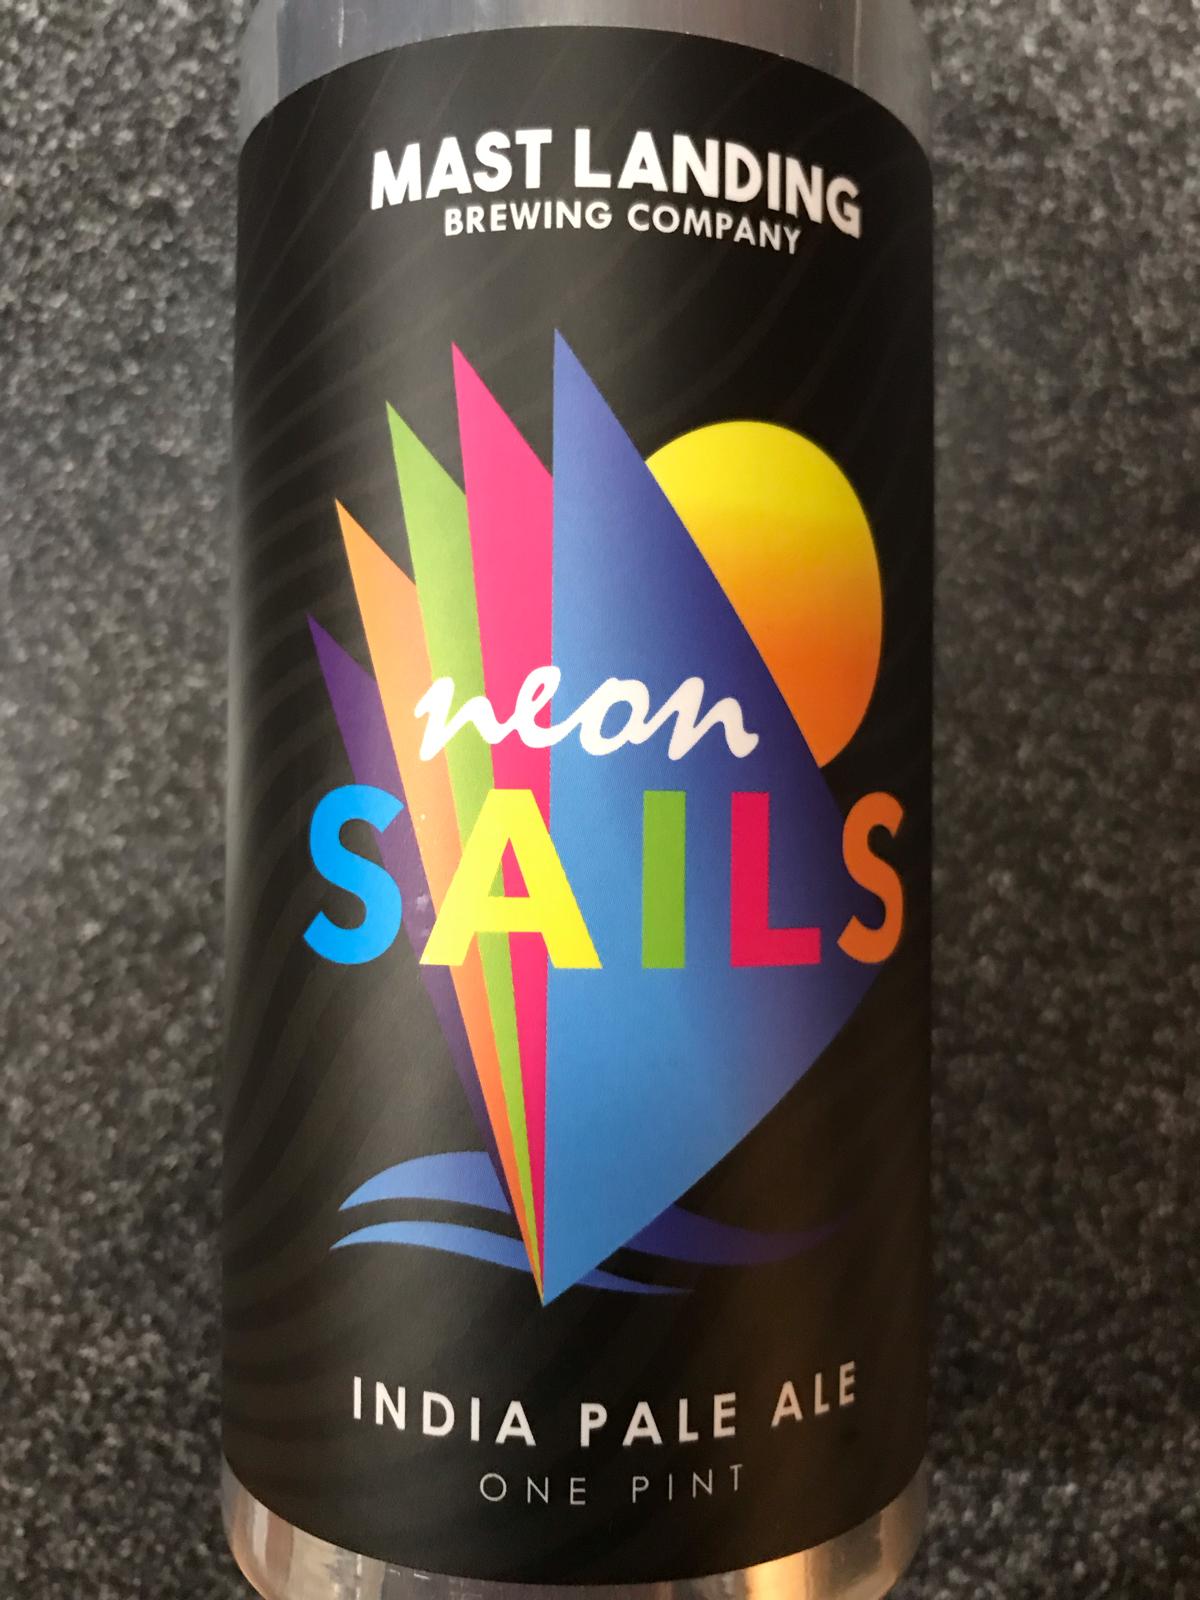 MAST LANDING
BREWING COMPANY
neon
SAILS
INDIA PALE ALE
ONE PINT